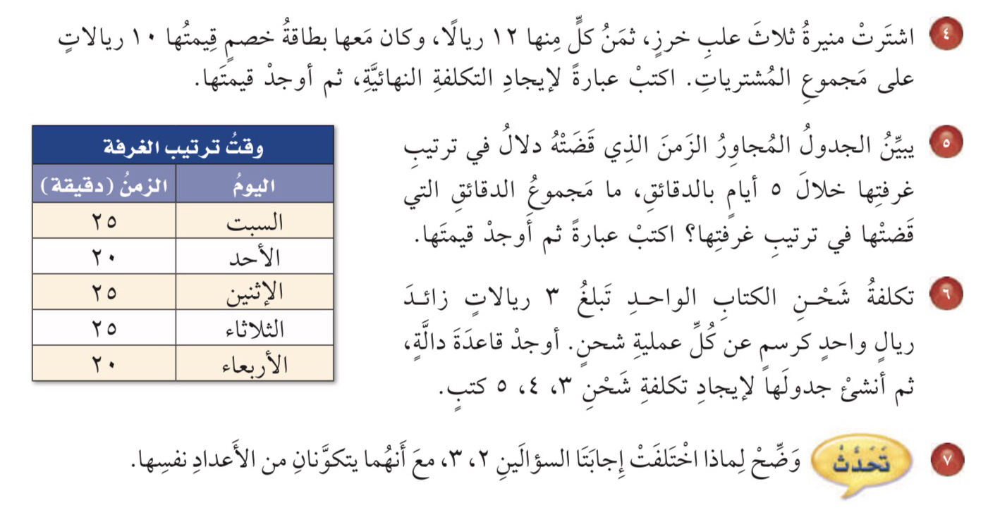 ٤ اشتَرتْ منيرةُ ثلاثَ علبِ خرزٍ، ثمَنُ كلٍّ مِنها ١٢ ريالًا، وكان مَعها بطاقةُ خصمٍ قِيمتُها ١٠ ريالاتٍ
على مَجموعِ المُشترياتِ. اكتبْ عبارةً لإيجادِ التكلفةِ النهائيَّةِ، ثم أوجدْ قيمتَها.
٥ يبيِّنُ الجدولُ المُجاوِرُ الزَمنَ الذِي قَضَتْهُ دلالُ في ترتيبِ
غرفتِها خلالَ ٥ أيامٍ بالدقائقِ، ما مَجموعُ الدقائقِ التي
قَضتْها في ترتيبِ غرفتِها؟ اكتبْ عبارةً ثم أَوجدْ قيمتَها.
وقتُ ترتيب الغرفة
اليومُ الزمنُ (دقيقة)
السبت ٢٥
الأحد ٢٠
الإثنين ٢٥
الثلاثاء ٢٥
الأربعاء ٢٠
٦ تكلفةُ شَحْنِ الكتابِ الواحدِ تَبلغُ ٣ ريالاتٍ زائدَ
ريالٍ واحدٍ كرسمٍ عن كُلِّ عمليةِ شحنٍ. أوجدْ قاعدَةَ دالَّةٍ،
ثم أنشئْ جدولَها لإيجادِ تكلفةِ شَحْنِ ٣، ٤، ٥ كتبٍ.
٧ تَحَدَّثْ وَضِّحْ لِماذا اخْتَلفَتْ إِجابَتَا السؤالَينِ ٢، ٣، معَ أَنَّهُما يتكوَّنانِ من الأَعدادِ نفسِها.